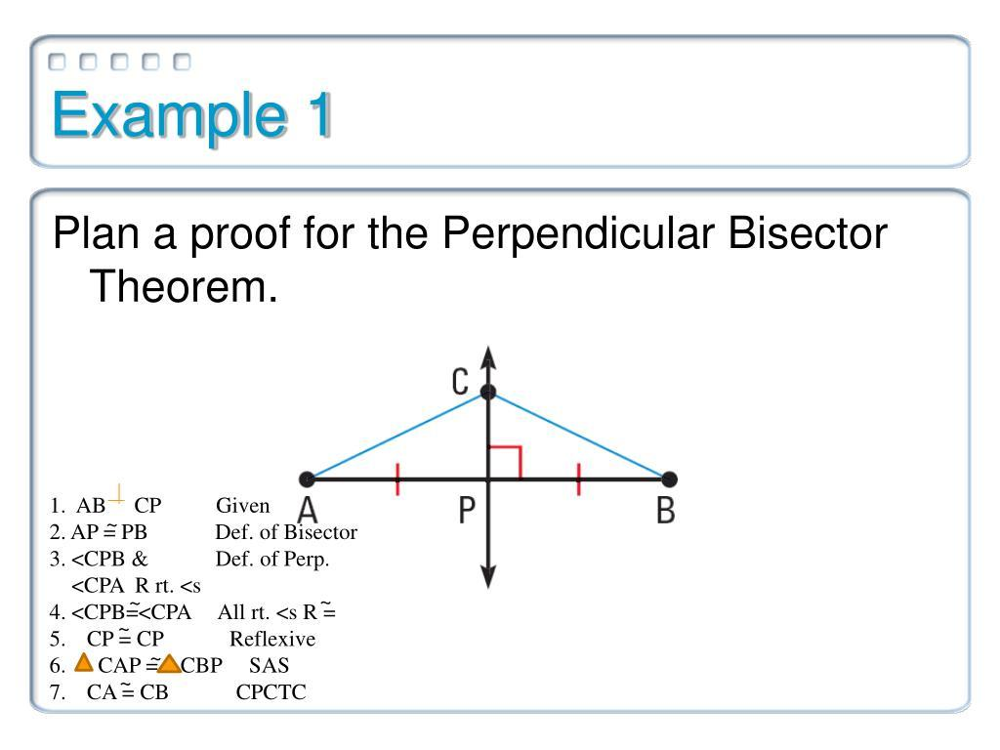 Example 1
Plan a proof for the Perpendicular Bisector
Theorem.
C
A
P
B
1. AB ⊥ CP Given
2. AP ≅ PB Def. of Bisector
3. <CPB & Def. of Perp.
<CPA R rt. <s
4. <CPB≅<CPA All rt. <s R ≅
5. CP ≅ CP Reflexive
6. △ CAP ≅ △ CBP SAS
7. CA ≅ CB CPCTC